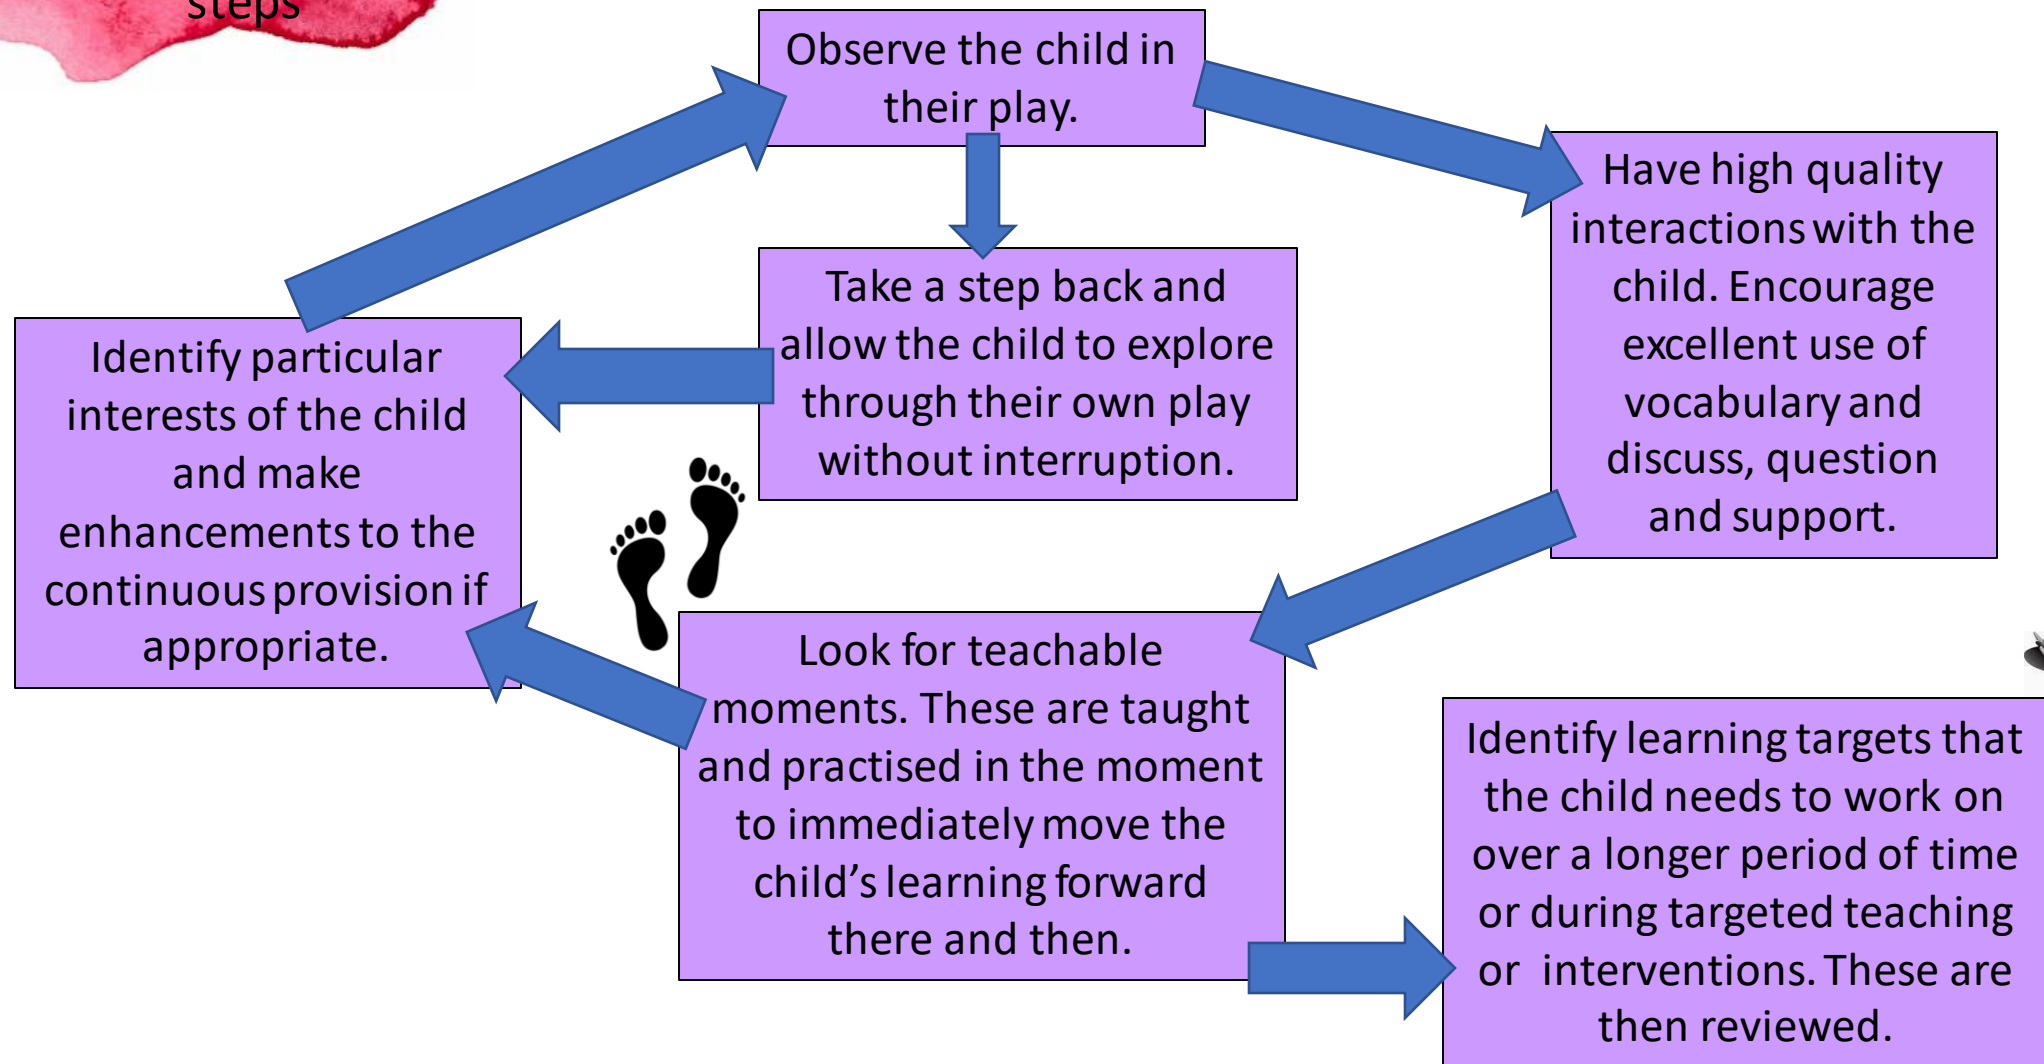 steps
Observe the child in
their play.
Have high quality
interactions with the
child. Encourage
excellent use of
vocabulary and
discuss, question
and support.
Take a step back and
allow the child to explore
through their own play
without interruption.
Identify particular
interests of the child
and make
enhancements to the
continuous provision if
appropriate.
Look for teachable
moments. These are taught
and practised in the moment
to immediately move the
child’s learning forward
there and then.
Identify learning targets that
the child needs to work on
over a longer period of time
or during targeted teaching
or interventions. These are
then reviewed.